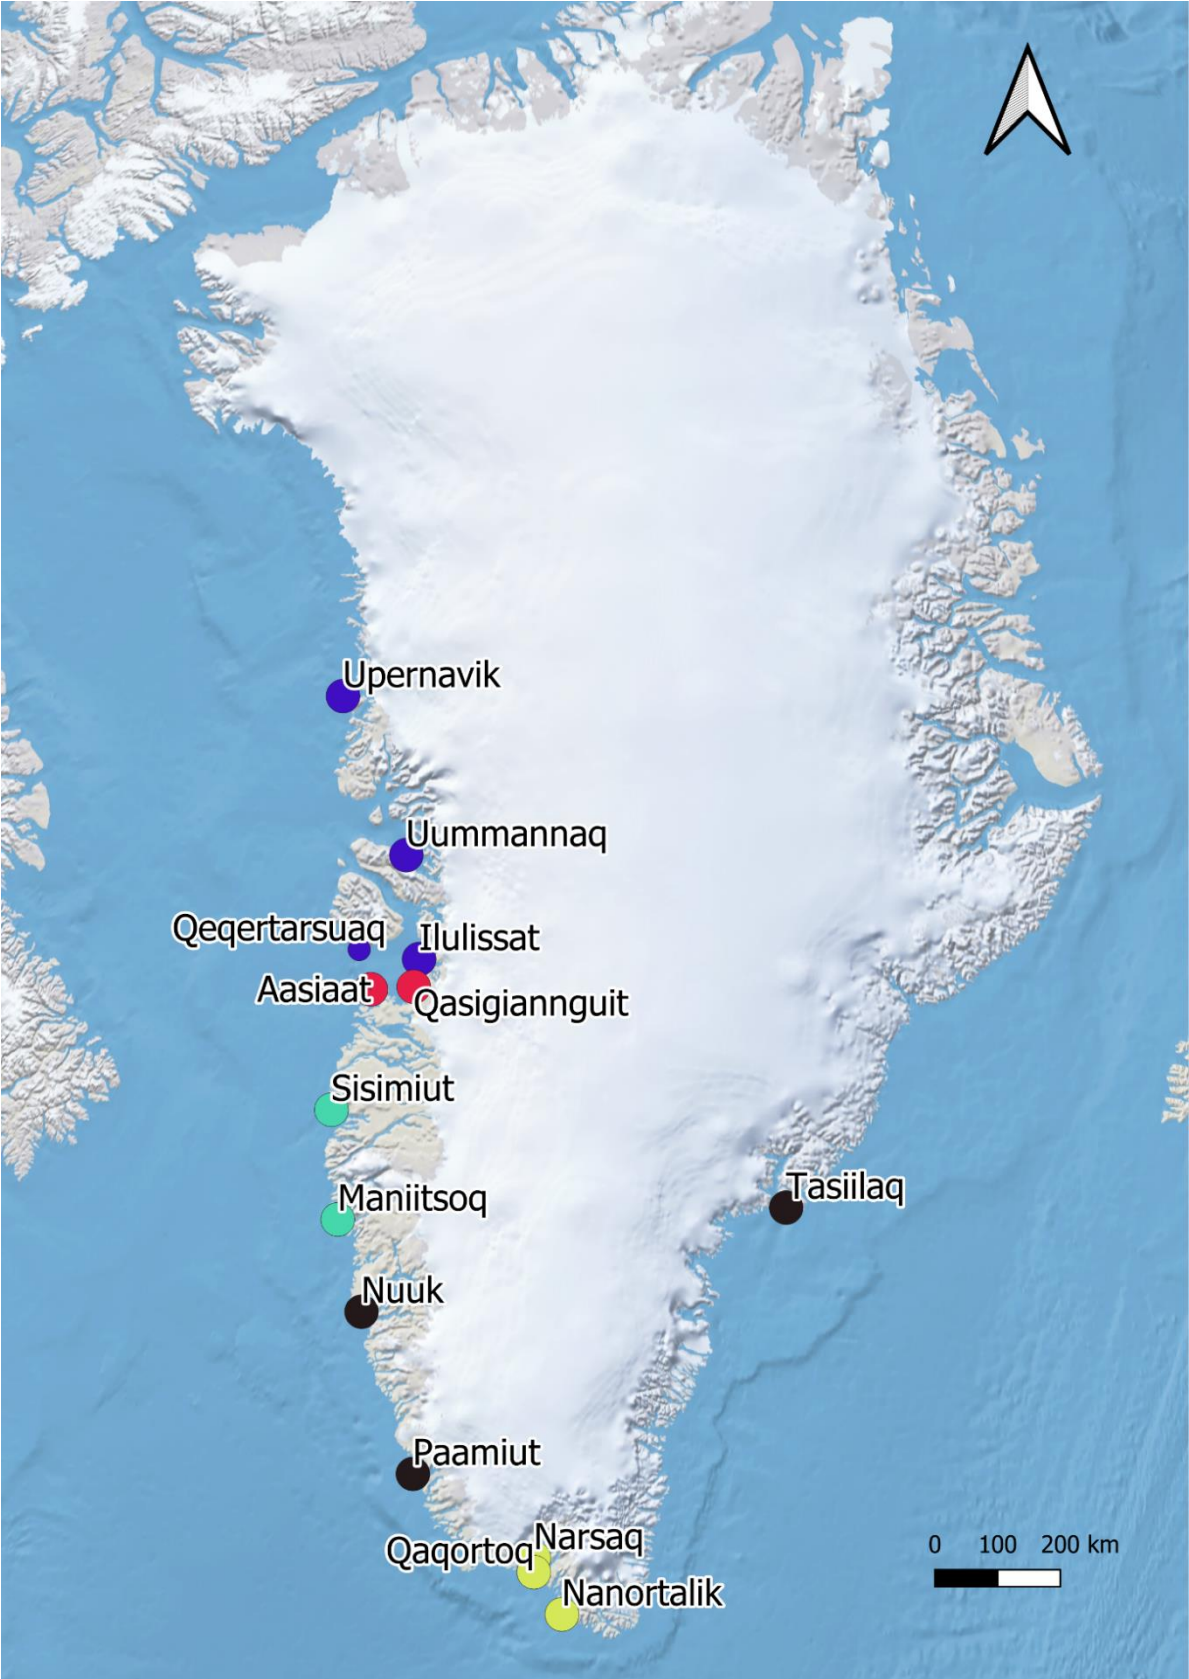 Upernavik
Uummannaq
Qeqertarsuaq
Ilulissat
Aasiaat
Qasigiannguit
Sisimiut
Tasiilaq
Maniitsoq
Nuuk
Paamiut
Narsaq
Qaqortoq
0 100 200 km
Nanortalik